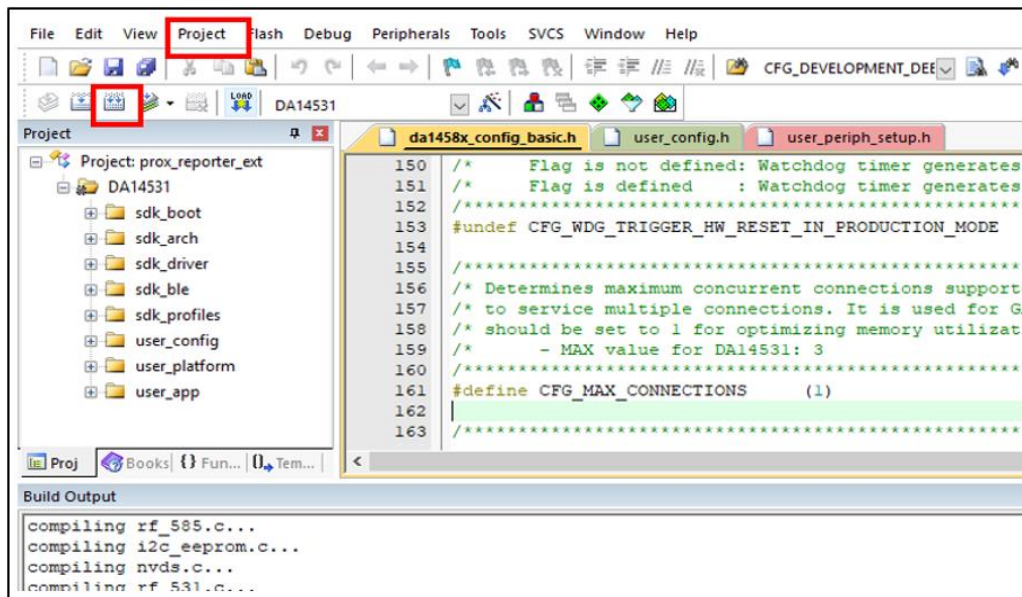 File Edit View Project Flash Debug Peripherals Tools SVCS Window Help
CFG_DEVELOPMENT_DEE
LOAD DA14531
Project
Project: prox_reporter_ext
DA14531
sdk_boot
sdk_arch
sdk_driver
sdk_ble
sdk_profiles
user_config
user_platform
user_app
Proj Books {} Fun... 0 Tem...
da1458x_config_basic.h user_config.h user_periph_setup.h
150 /* Flag is not defined: Watchdog timer generates
151 /* Flag is defined : Watchdog timer generates
152 /****************************************************
153 #undef CFG_WDG_TRIGGER_HW_RESET_IN_PRODUCTION_MODE
154
155 /****************************************************
156 /* Determines maximum concurrent connections support
157 /* to service multiple connections. It is used for G
158 /* should be set to 1 for optimizing memory utilizat
159 /* - MAX value for DA14531: 3
160 /****************************************************
161 #define CFG_MAX_CONNECTIONS (1)
162
163 /****************************************************
Build Output
compiling rf_585.c...
compiling i2c_eeprom.c...
compiling nvds.c...
compiling rf_531.c...